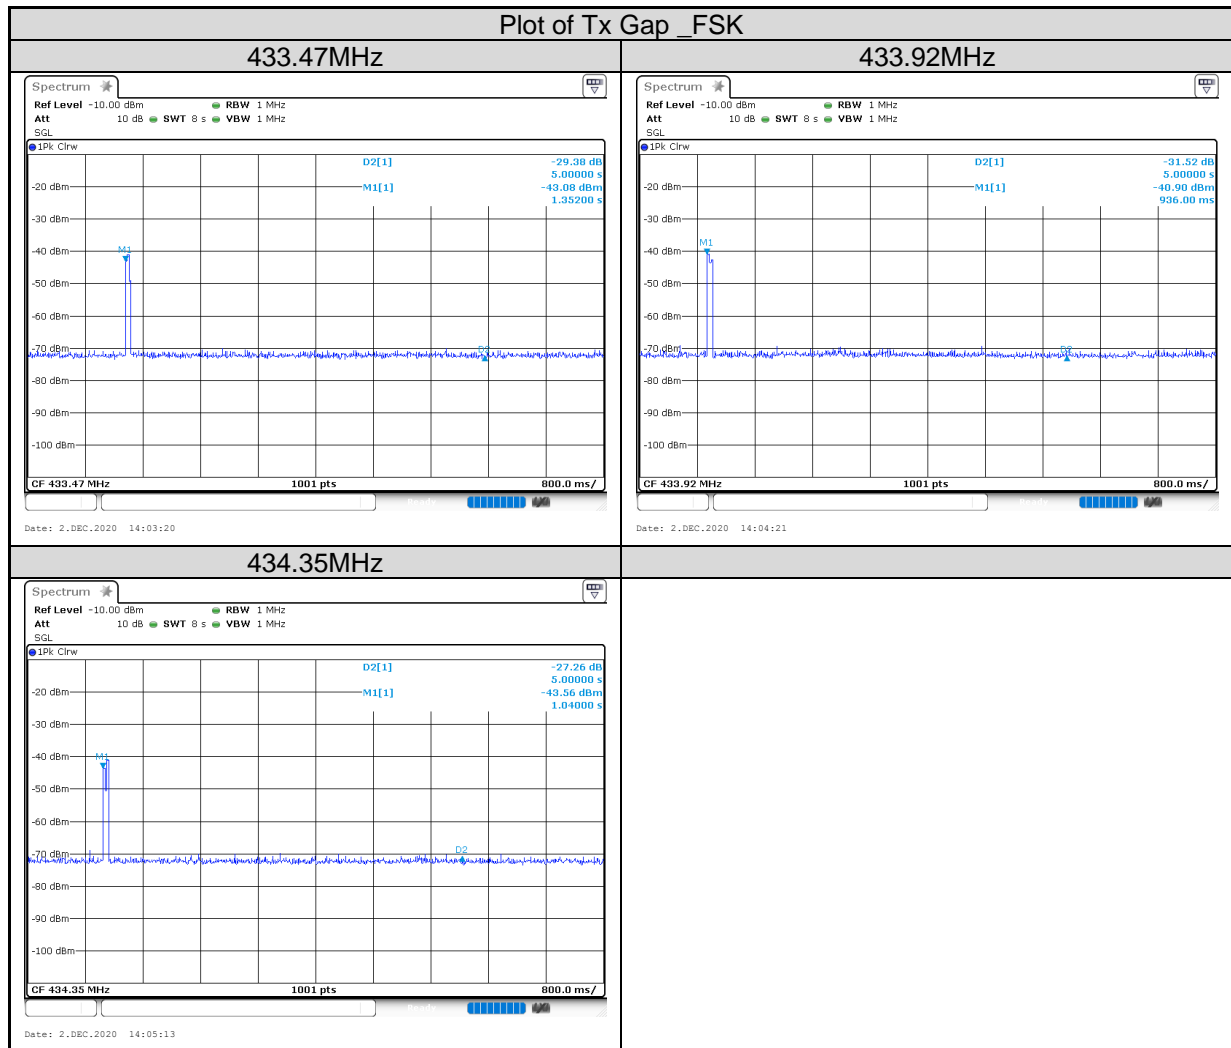 Plot of Tx Gap _FSK
433.47MHz
433.92MHz
Spectrum
Ref Level -10.00 dBm RBW 1 MHz
Att 10 dB SWT 8 s VBW 1 MHz
SGL
1Pk Clrw
D2[1] -29.38 dB
5.00000 s
M1[1] -43.08 dBm
1.35200 s
-20 dBm
-30 dBm
-40 dBm
M1
-50 dBm
-60 dBm
-70 dBm
D2
-80 dBm
-90 dBm
-100 dBm
CF 433.47 MHz 1001 pts 800.0 ms/
Date: 2.DEC.2020 14:03:20
Spectrum
Ref Level -10.00 dBm RBW 1 MHz
Att 10 dB SWT 8 s VBW 1 MHz
SGL
1Pk Clrw
D2[1] -31.52 dB
5.00000 s
M1[1] -40.90 dBm
936.00 ms
-20 dBm
-30 dBm
-40 dBm
M1
-50 dBm
-60 dBm
-70 dBm
D2
-80 dBm
-90 dBm
-100 dBm
CF 433.92 MHz 1001 pts 800.0 ms/
Date: 2.DEC.2020 14:04:21
434.35MHz
Spectrum
Ref Level -10.00 dBm RBW 1 MHz
Att 10 dB SWT 8 s VBW 1 MHz
SGL
1Pk Clrw
D2[1] -27.26 dB
5.00000 s
M1[1] -43.56 dBm
1.04000 s
-20 dBm
-30 dBm
-40 dBm
M1
-50 dBm
-60 dBm
-70 dBm
D2
-80 dBm
-90 dBm
-100 dBm
CF 434.35 MHz 1001 pts 800.0 ms/
Date: 2.DEC.2020 14:05:13